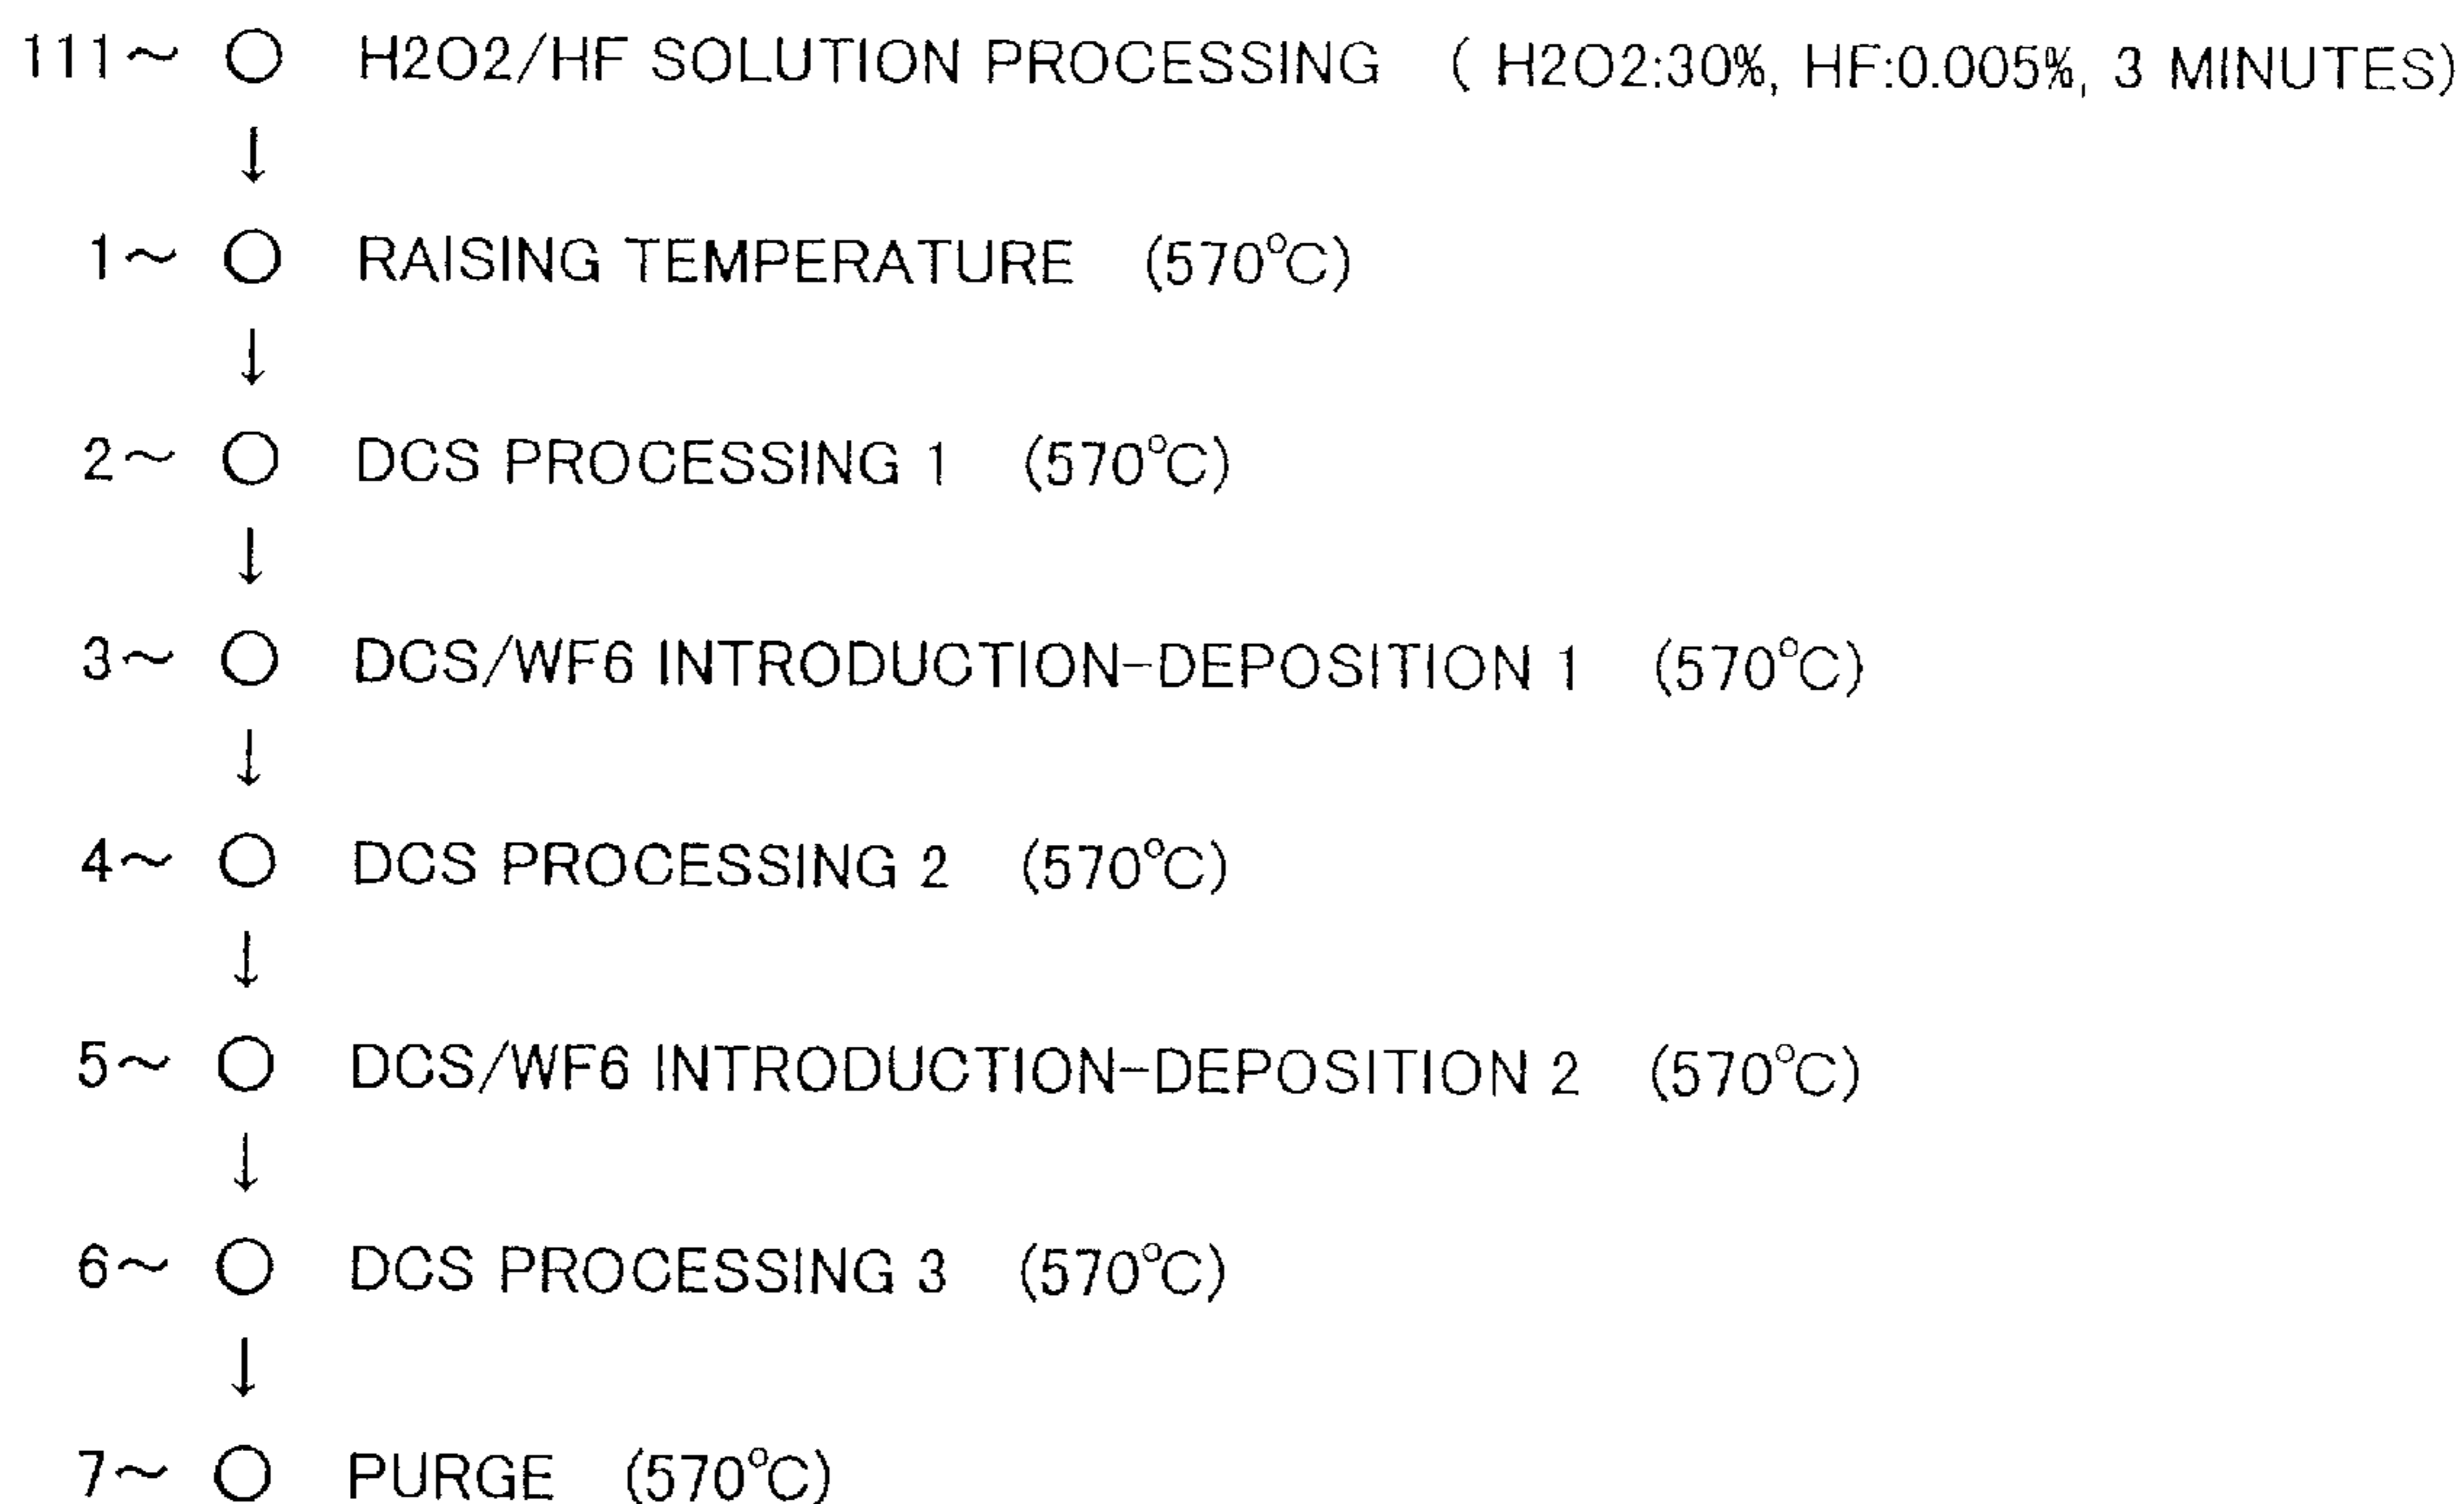 111~ ○ H2O2/HF SOLUTION PROCESSING ( H2O2:30%, HF:0.005%, 3 MINUTES)
↓
1~ ○ RAISING TEMPERATURE (570°C)
↓
2~ ○ DCS PROCESSING 1 (570°C)
↓
3~ ○ DCS/WF6 INTRODUCTION-DEPOSITION 1 (570°C)
↓
4~ ○ DCS PROCESSING 2 (570°C)
↓
5~ ○ DCS/WF6 INTRODUCTION-DEPOSITION 2 (570°C)
↓
6~ ○ DCS PROCESSING 3 (570°C)
↓
7~ ○ PURGE (570°C)